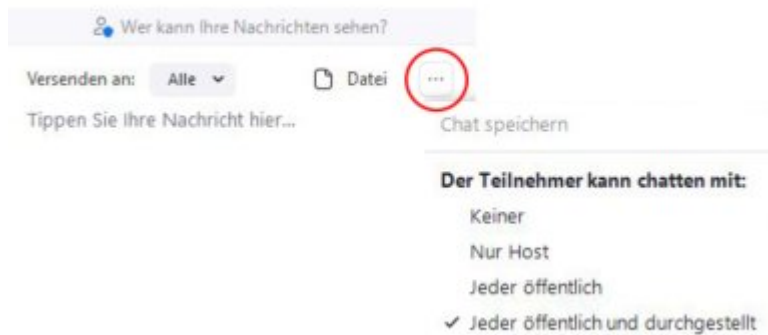 Wer kann Ihre Nachrichten sehen?
Versenden an: Alle Datei ...
Tippen Sie Ihre Nachricht hier...
Chat speichern
Der Teilnehmer kann chatten mit:
Keiner
Nur Host
Jeder öffentlich
Jeder öffentlich und durchgestellt